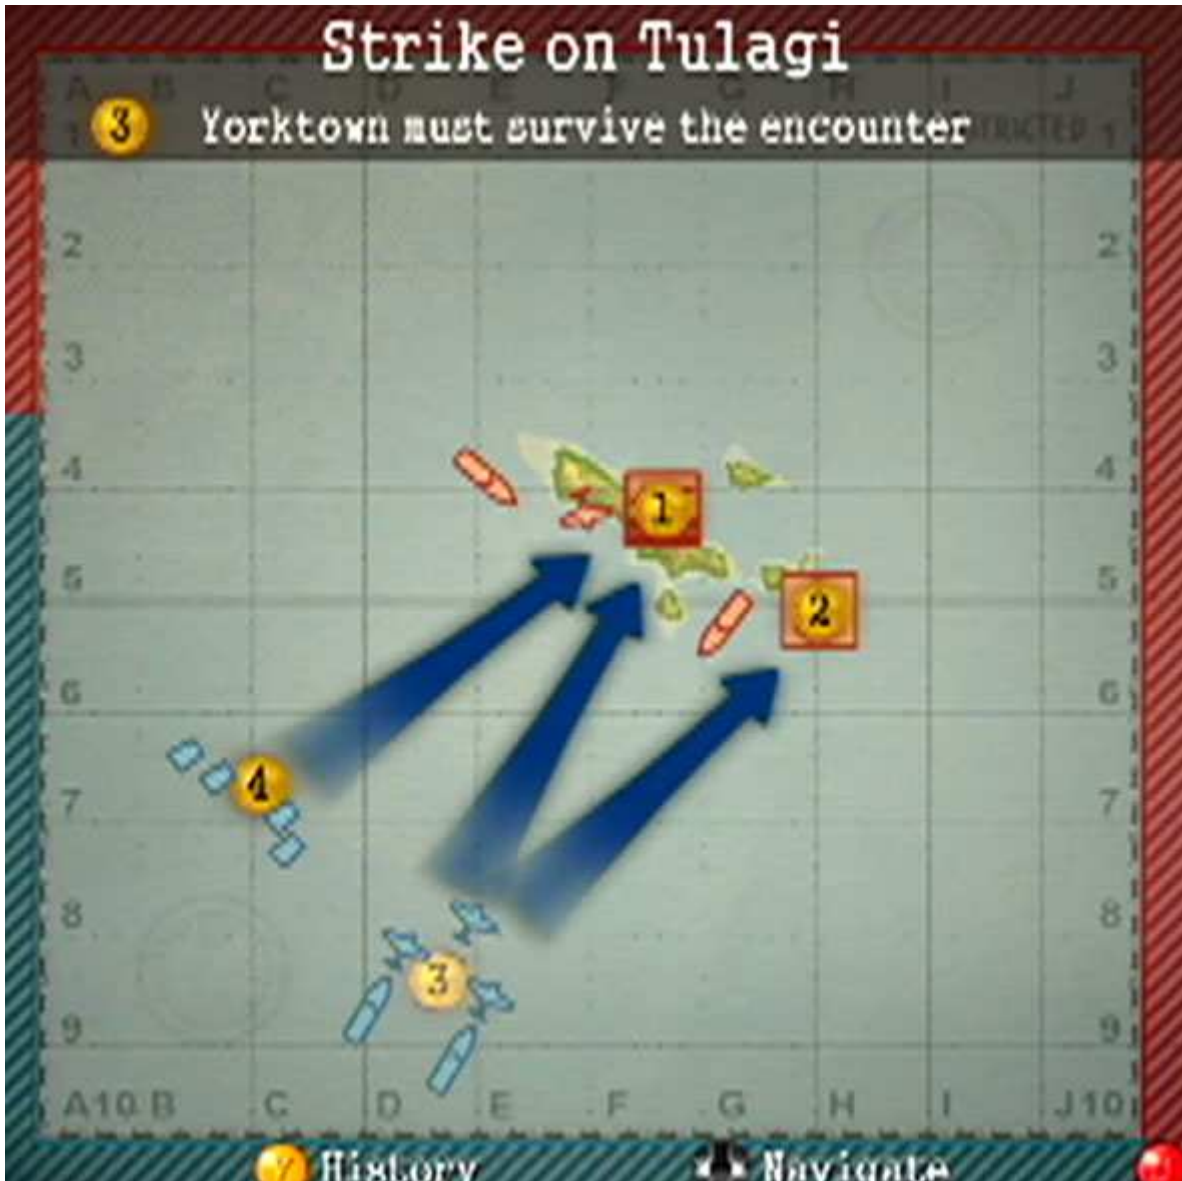 Strike on Tulagi
A B C D E F G H I J
3 Yorktown must survive the encounter
1 TRICTED 1
2 2
3 3
4 4
1
5 5
2
6 6
4
7 7
8 8
3
9 9
A10 B C D E F G H I J10
Y History Navigate